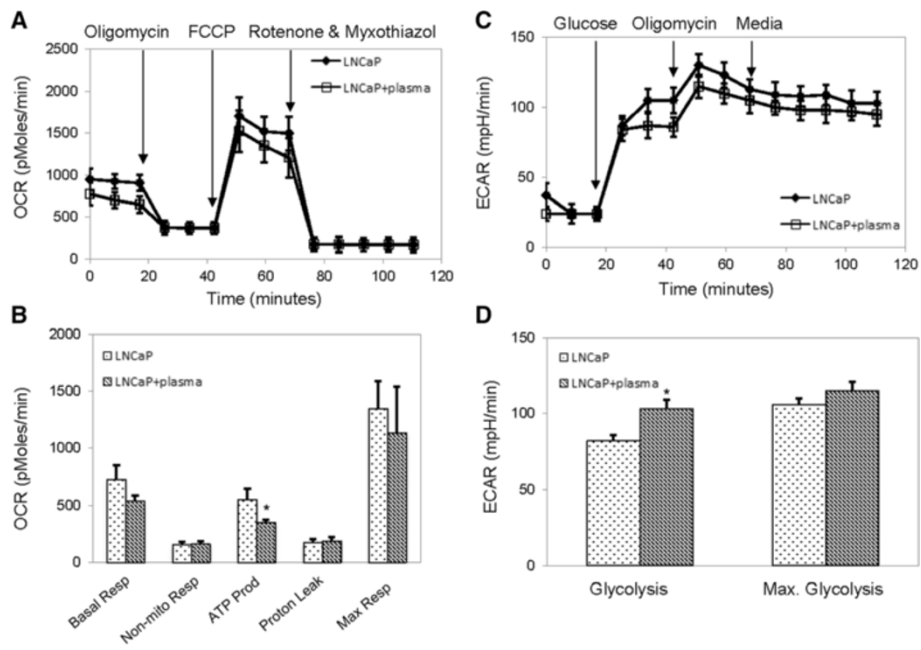 A
Oligomycin FCCP Rotenone & Myxothiazol
2500
2000
1500
1000
500
0
OCR (pMoles/min)
LNCaP
LNCaP+plasma
0 20 40 60 80 100 120
Time (minutes)
B
2000
1500
1000
500
0
OCR (pMoles/min)
LNCaP
LNCaP+plasma
*
Basal Resp
Non-mito Resp
ATP Prod
Proton Leak
Max Resp
C
Glucose Oligomycin Media
150
100
50
0
ECAR (mpH/min)
LNCaP
LNCaP+plasma
0 20 40 60 80 100 120
Time (minutes)
D
150
100
50
0
ECAR (mpH/min)
LNCaP
LNCaP+plasma
*
Glycolysis Max. Glycolysis